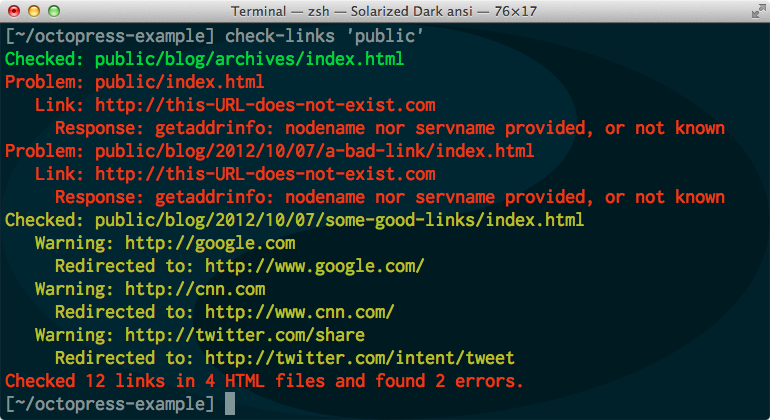 Terminal — zsh — Solarized Dark ansi — 76×17
[~/octopress-example] check-links 'public'
Checked: public/blog/archives/index.html
Problem: public/index.html
Link: http://this-URL-does-not-exist.com
Response: getaddrinfo: nodename nor servname provided, or not known
Problem: public/blog/2012/10/07/a-bad-link/index.html
Link: http://this-URL-does-not-exist.com
Response: getaddrinfo: nodename nor servname provided, or not known
Checked: public/blog/2012/10/07/some-good-links/index.html
Warning: http://google.com
Redirected to: http://www.google.com/
Warning: http://cnn.com
Redirected to: http://www.cnn.com/
Warning: http://twitter.com/share
Redirected to: http://twitter.com/intent/tweet
Checked 12 links in 4 HTML files and found 2 errors.
[~/octopress-example]